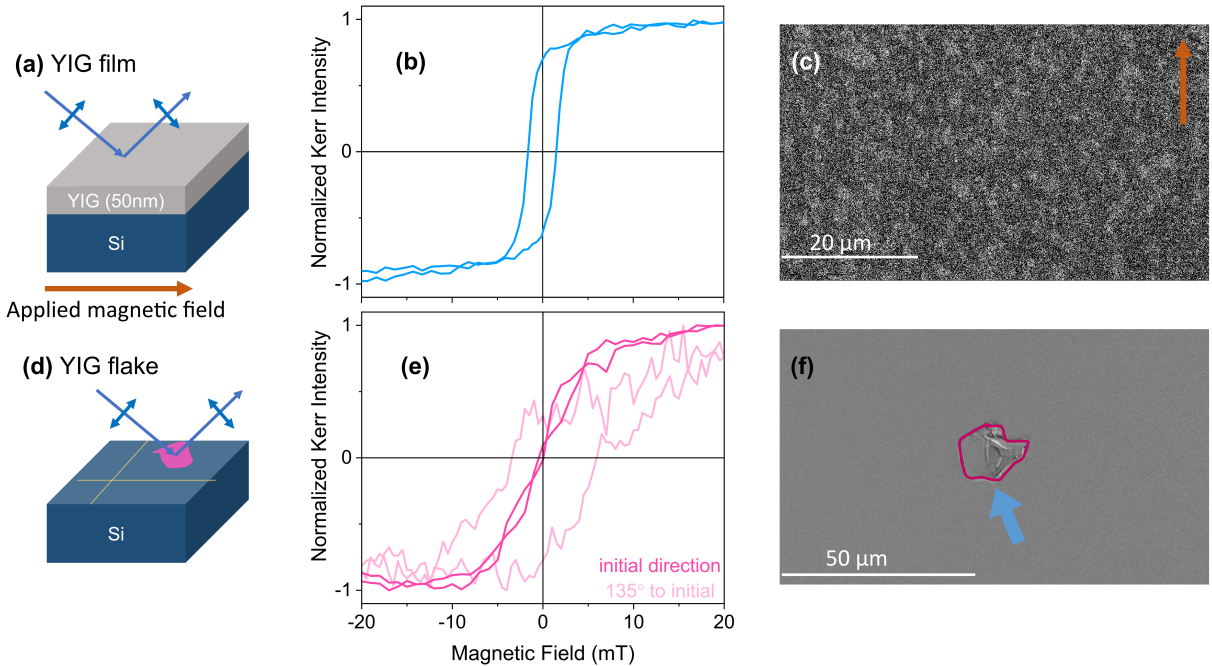 (a) YIG film
YIG (50nm)
Si
Applied magnetic field
(b)
Normalized Kerr Intensity
1
0
-1
(c)
20 µm
(d) YIG flake
Si
(e)
Normalized Kerr Intensity
1
0
-1
initial direction
135° to initial
-20 -10 0 10 20
Magnetic Field (mT)
(f)
50 µm